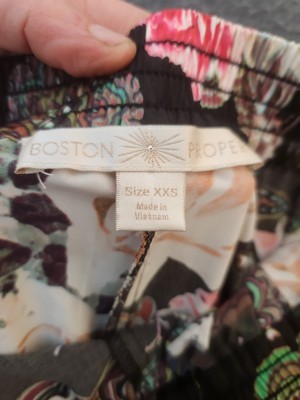 BOSTON PROPER
Size XXS
Made in
Vietnam